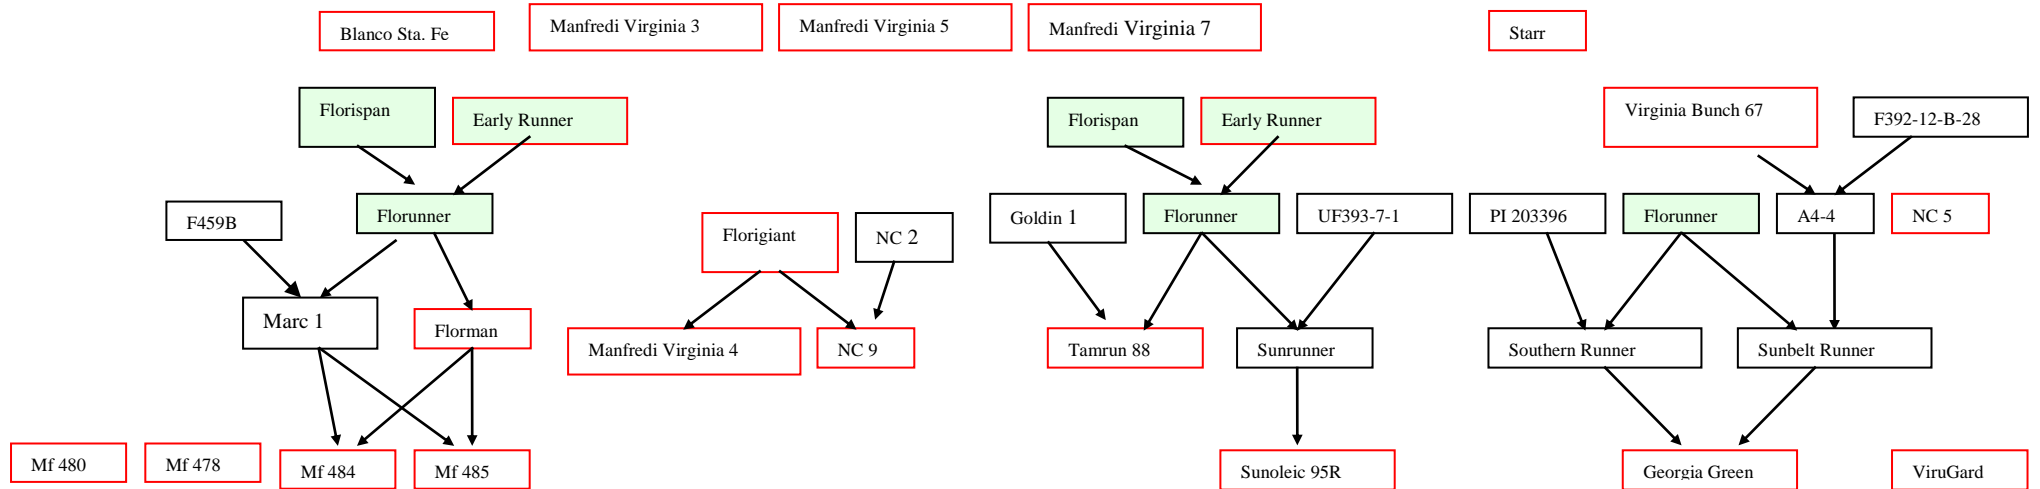 Blanco Sta. Fe
Manfredi Virginia 3
Manfredi Virginia 5
Manfredi Virginia 7
Starr
Florispan
Early Runner
Florispan
Early Runner
Virginia Bunch 67
F392-12-B-28
F459B
Florunner
Florigiant
NC 2
Goldin 1
Florunner
UF393-7-1
PI 203396
Florunner
A4-4
NC 5
Marc 1
Florman
Manfredi Virginia 4
NC 9
Tamrun 88
Sunrunner
Southern Runner
Sunbelt Runner
Mf 480
Mf 478
Mf 484
Mf 485
Sunoleic 95R
Georgia Green
ViruGard